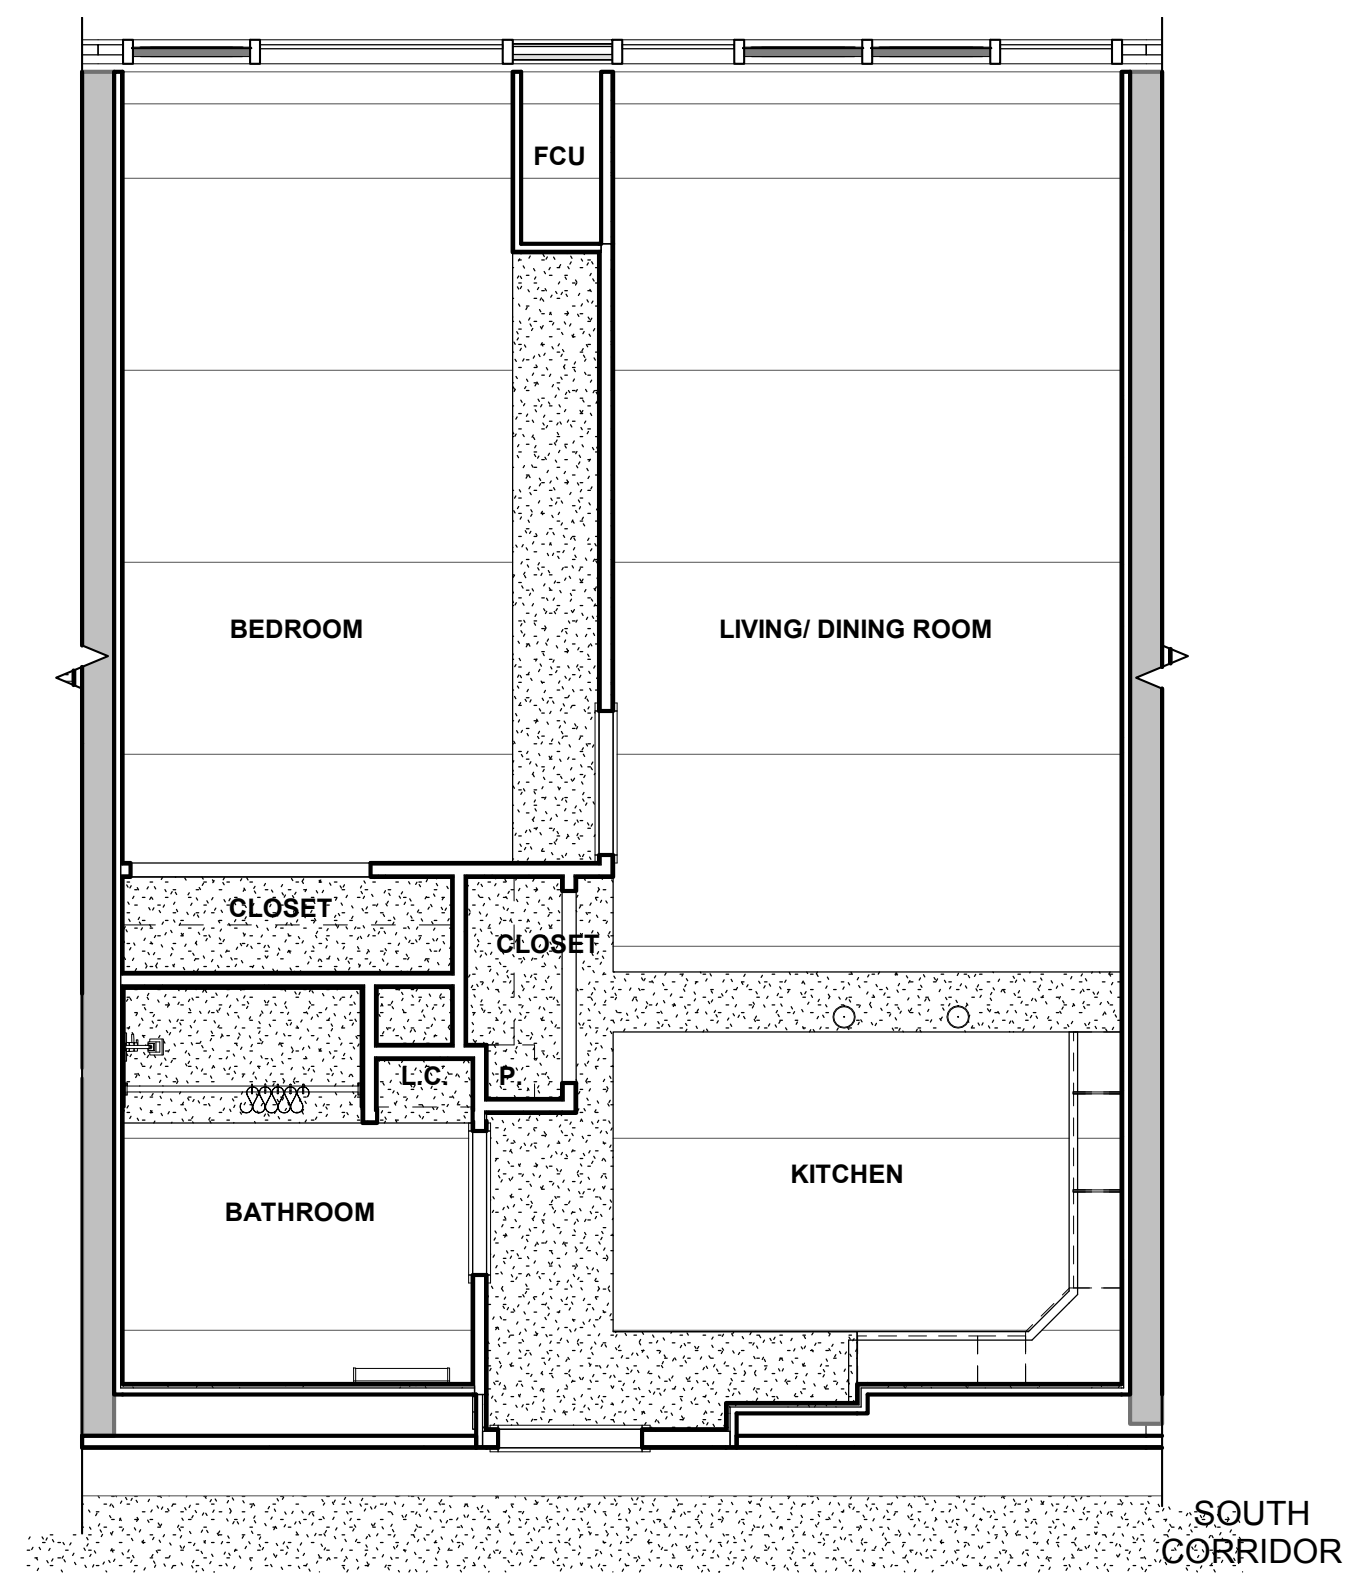 FCU
BEDROOM
LIVING/ DINING ROOM
CLOSET
CLOSET
L.C.
P.
KITCHEN
BATHROOM
SOUTH
CORRIDOR